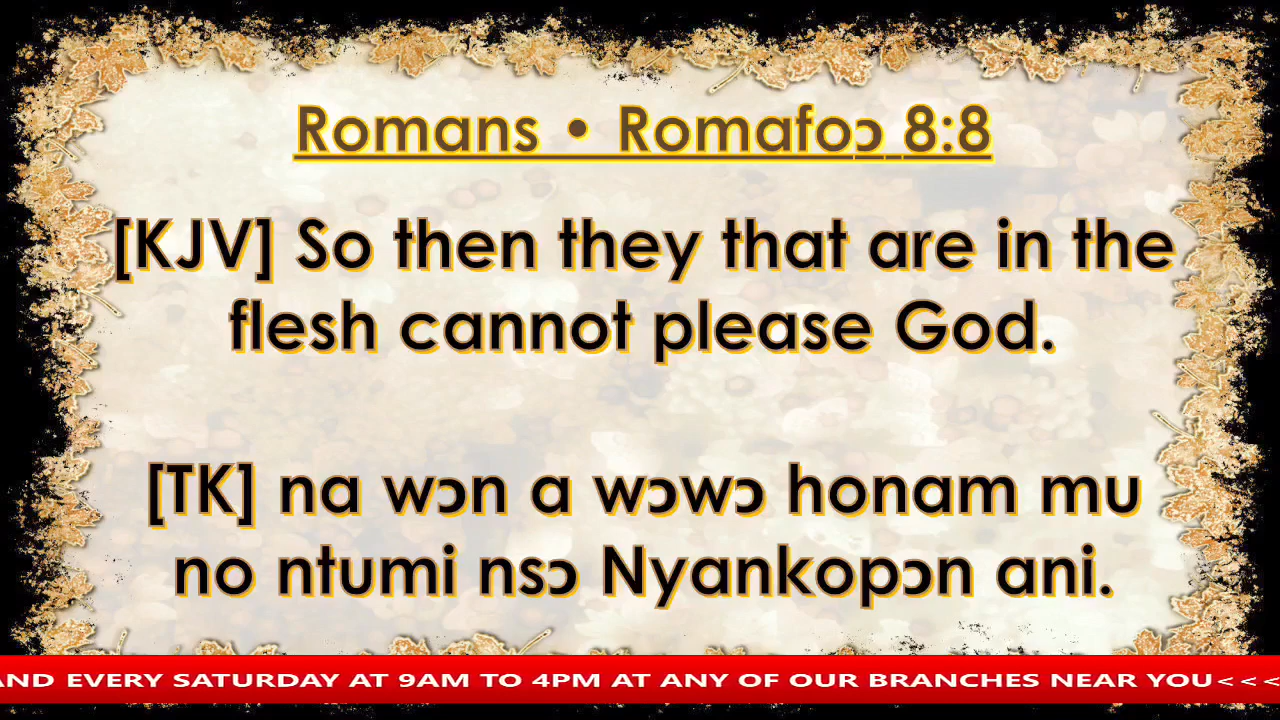 Romans • Romafoɔ 8:8
[KJV] So then they that are in the
flesh cannot please God.
[TK] na wɔn a wɔwɔ honam mu
no ntumi nsɔ Nyankopɔn ani.
AND EVERY SATURDAY AT 9AM TO 4PM AT ANY OF OUR BRANCHES NEAR YOU<<<